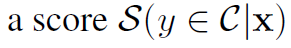 a score 𝒮(y ∈ 𝒞|𝐱)